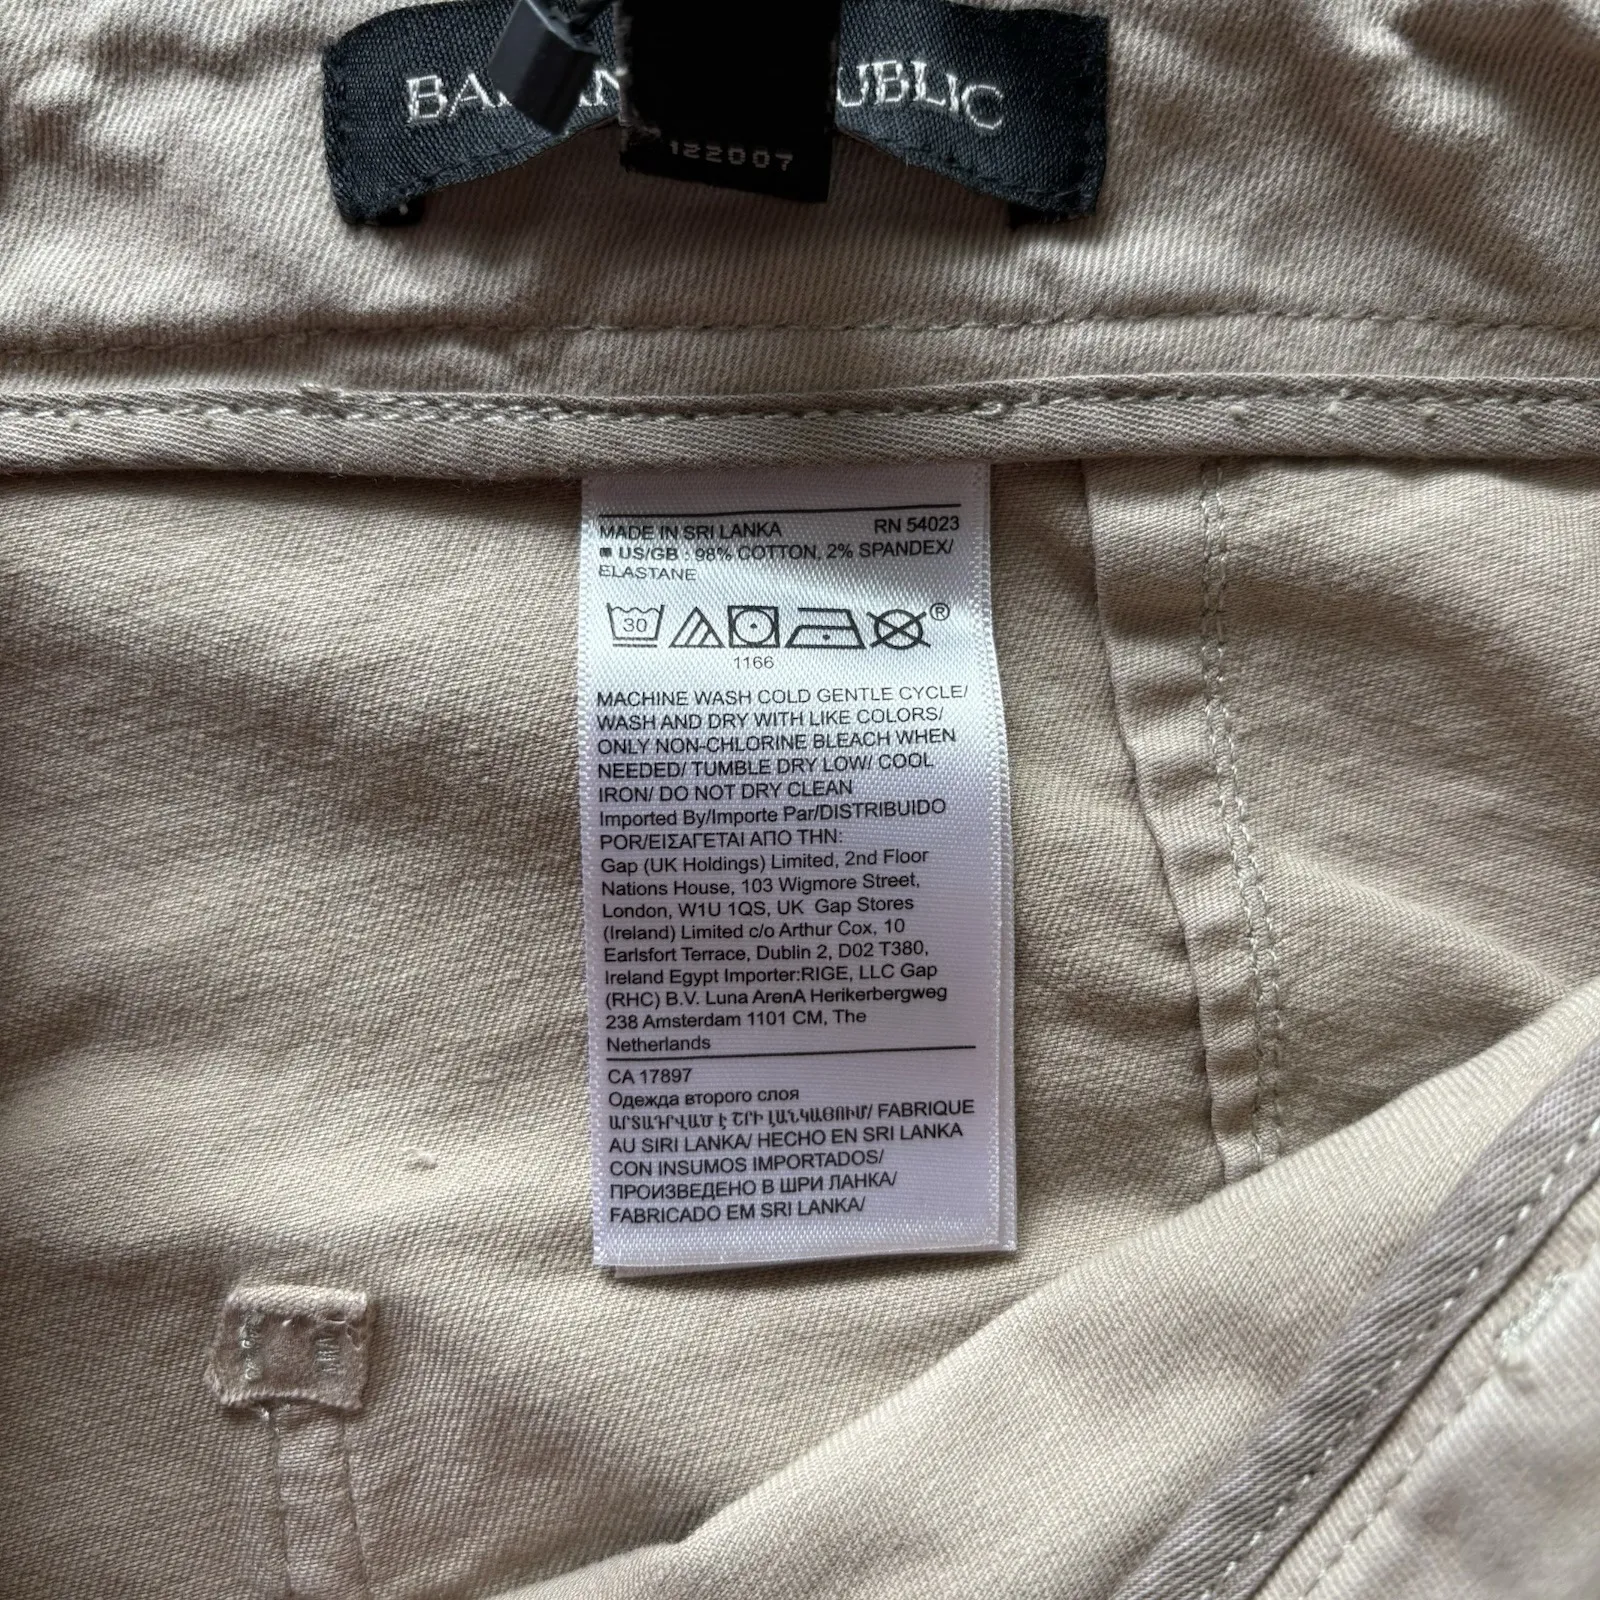 BANANA REPUBLIC
122007
MADE IN SRI LANKA RN 54023
US/GB : 98% COTTON, 2% SPANDEX/
ELASTANE
30 ®
1166
MACHINE WASH COLD GENTLE CYCLE/
WASH AND DRY WITH LIKE COLORS/
ONLY NON-CHLORINE BLEACH WHEN
NEEDED/ TUMBLE DRY LOW/ COOL
IRON/ DO NOT DRY CLEAN
Imported By/Importe Par/DISTRIBUIDO
POR/ΕΙΣΑΓΕΤΑΙ ΑΠΟ ΤΗΝ:
Gap (UK Holdings) Limited, 2nd Floor
Nations House, 103 Wigmore Street,
London, W1U 1QS, UK Gap Stores
(Ireland) Limited c/o Arthur Cox, 10
Earlsfort Terrace, Dublin 2, D02 T380,
Ireland Egypt Importer:RIGE, LLC Gap
(RHC) B.V. Luna ArenA Herikerbergweg
238 Amsterdam 1101 CM, The
Netherlands
CA 17897
Одежда второго слоя
ԱՐՏԱԴՐՎԱԾ Է ՇՐԻ ԼԱՆԿԱՅՈՒՄ/ FABRIQUE
AU SIRI LANKA/ HECHO EN SRI LANKA
CON INSUMOS IMPORTADOS/
ПРОИЗВЕДЕНО В ШРИ ЛАНКА/
FABRICADO EM SRI LANKA/